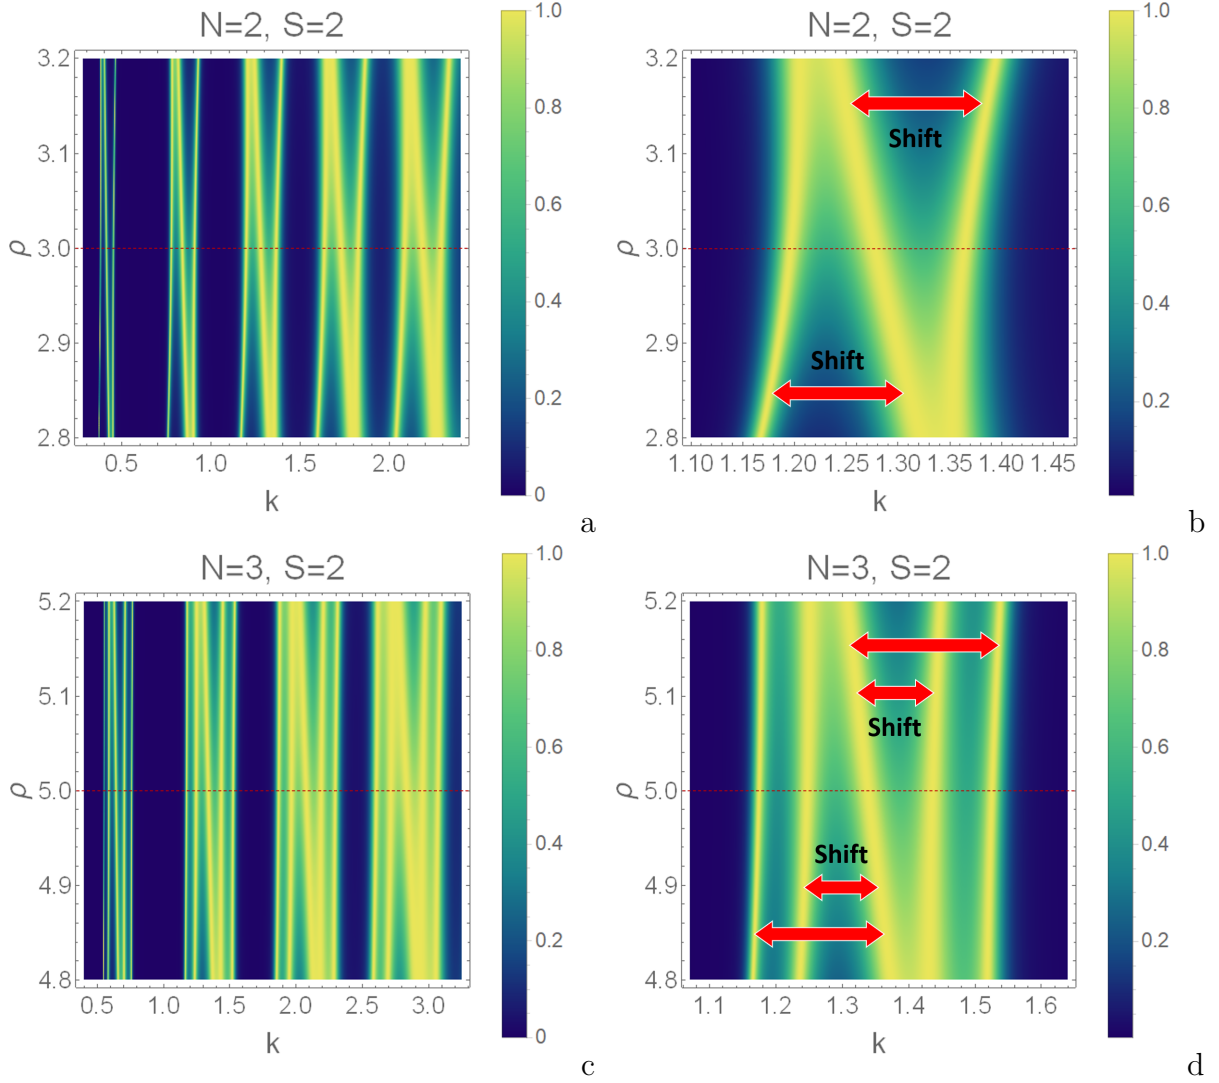 N=2, S=2
3.2
3.1
3.0
2.9
2.8
ρ
0.5 1.0 1.5 2.0
k
1.0
0.8
0.6
0.4
0.2
0
a
N=2, S=2
3.2
3.1
3.0
2.9
2.8
ρ
Shift
Shift
1.10 1.15 1.20 1.25 1.30 1.35 1.40 1.45
k
1.0
0.8
0.6
0.4
0.2
b
N=3, S=2
5.2
5.1
5.0
4.9
4.8
ρ
0.5 1.0 1.5 2.0 2.5 3.0
k
1.0
0.8
0.6
0.4
0.2
0
c
N=3, S=2
5.2
5.1
5.0
4.9
4.8
ρ
Shift
Shift
1.1 1.2 1.3 1.4 1.5 1.6
k
1.0
0.8
0.6
0.4
0.2
d